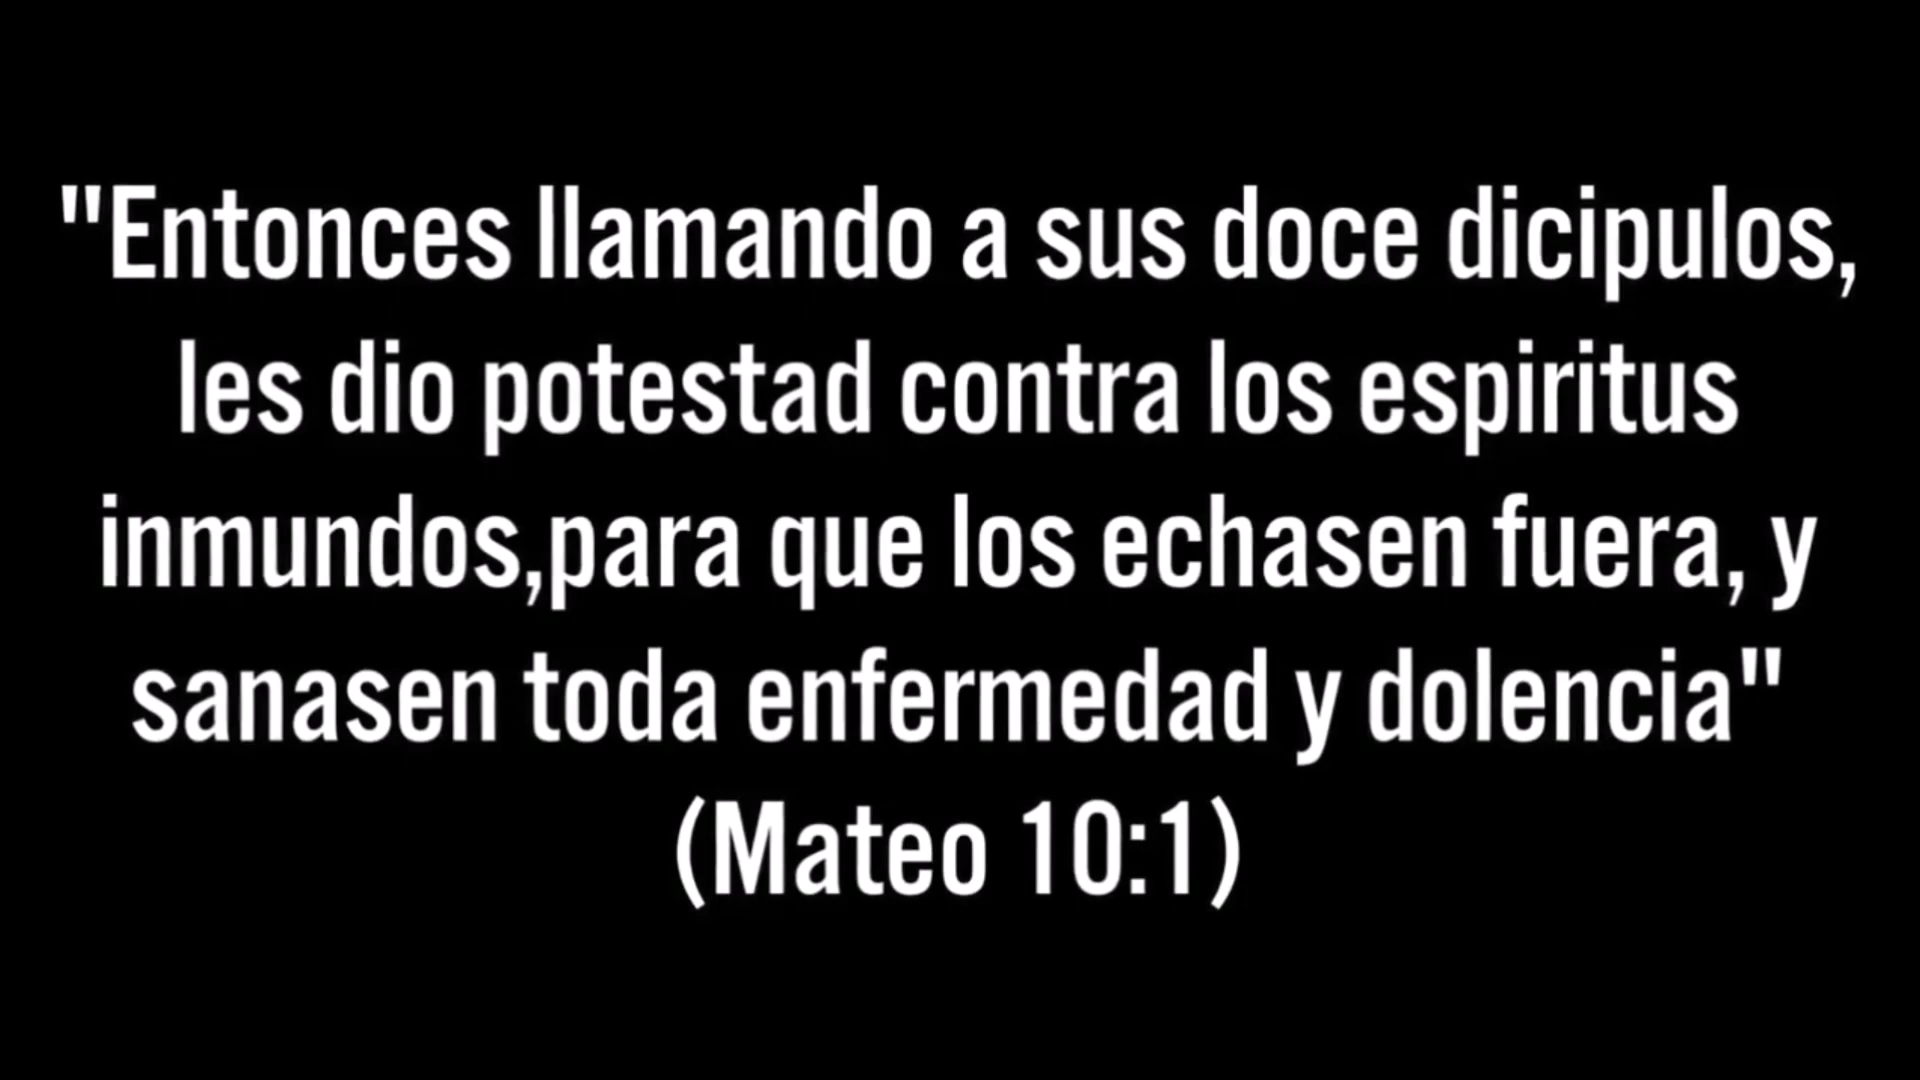 "Entonces llamando a sus doce dicipulos,
les dio potestad contra los espiritus
inmundos,para que los echasen fuera, y
sanasen toda enfermedad y dolencia"
(Mateo 10:1)